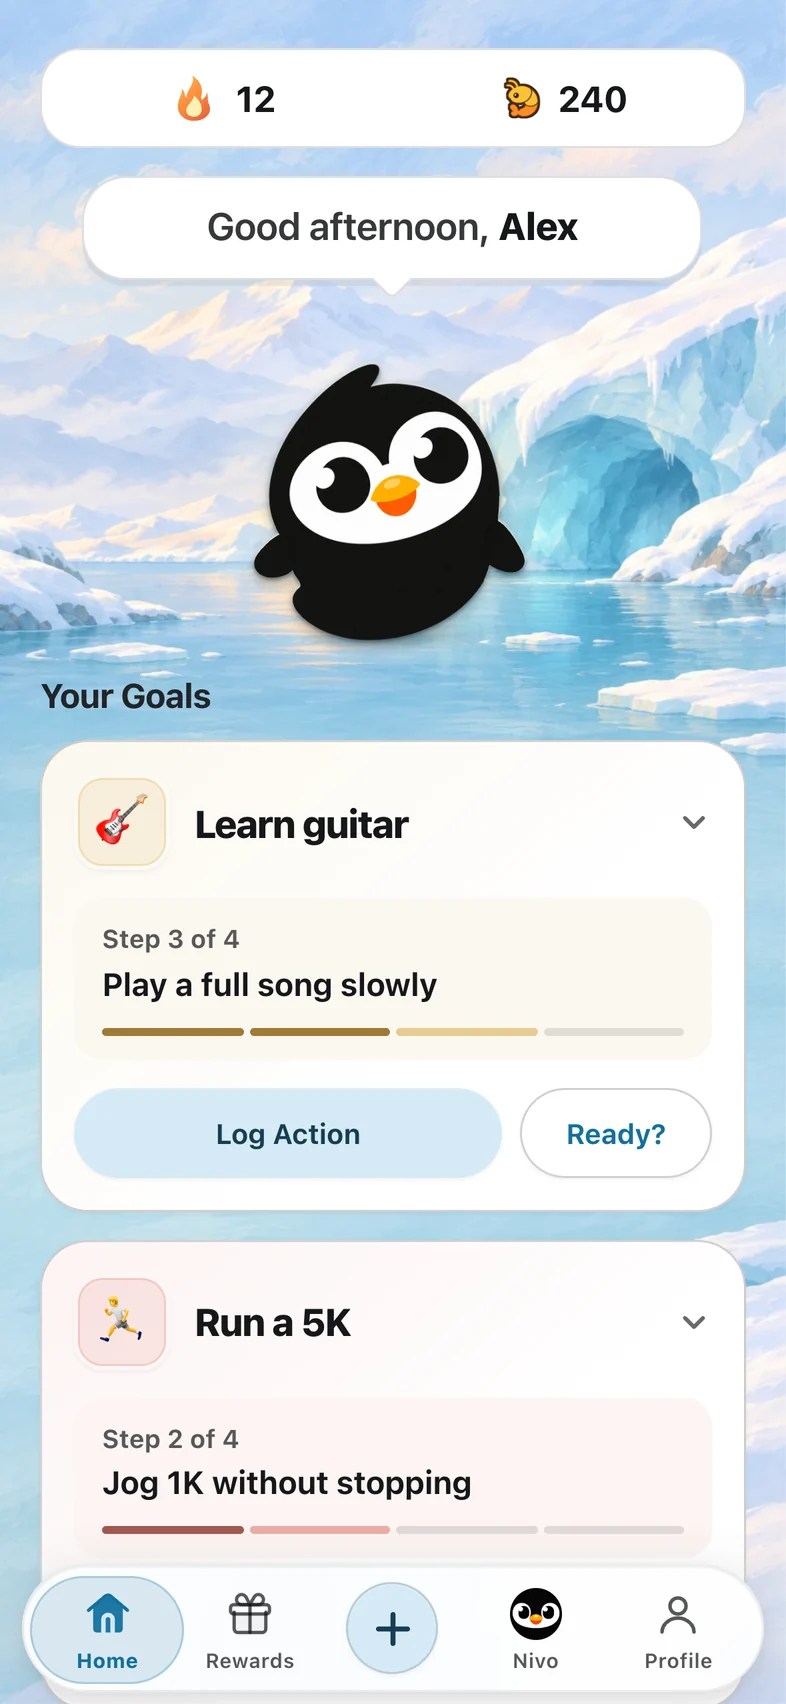 12
240
Good afternoon, Alex
Your Goals
Learn guitar
Step 3 of 4
Play a full song slowly
Log Action
Ready?
Run a 5K
Step 2 of 4
Jog 1K without stopping
Home
Rewards
Nivo
Profile